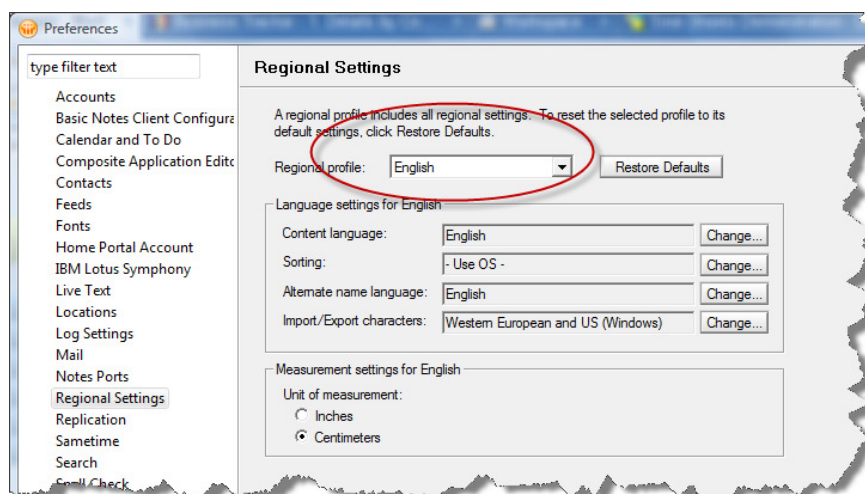 Preferences
type filter text
Accounts
Basic Notes Client Configura
Calendar and To Do
Composite Application Edito
Contacts
Feeds
Fonts
Home Portal Account
IBM Lotus Symphony
Live Text
Locations
Log Settings
Mail
Notes Ports
Regional Settings
Replication
Sametime
Search
Spell Check
Regional Settings
A regional profile includes all regional settings. To reset the selected profile to its
default settings, click Restore Defaults.
Regional profile: English Restore Defaults
Language settings for English
Content language: English Change...
Sorting: - Use OS - Change...
Alternate name language: English Change...
Import/Export characters: Western European and US (Windows) Change...
Measurement settings for English
Unit of measurement:
Inches
Centimeters